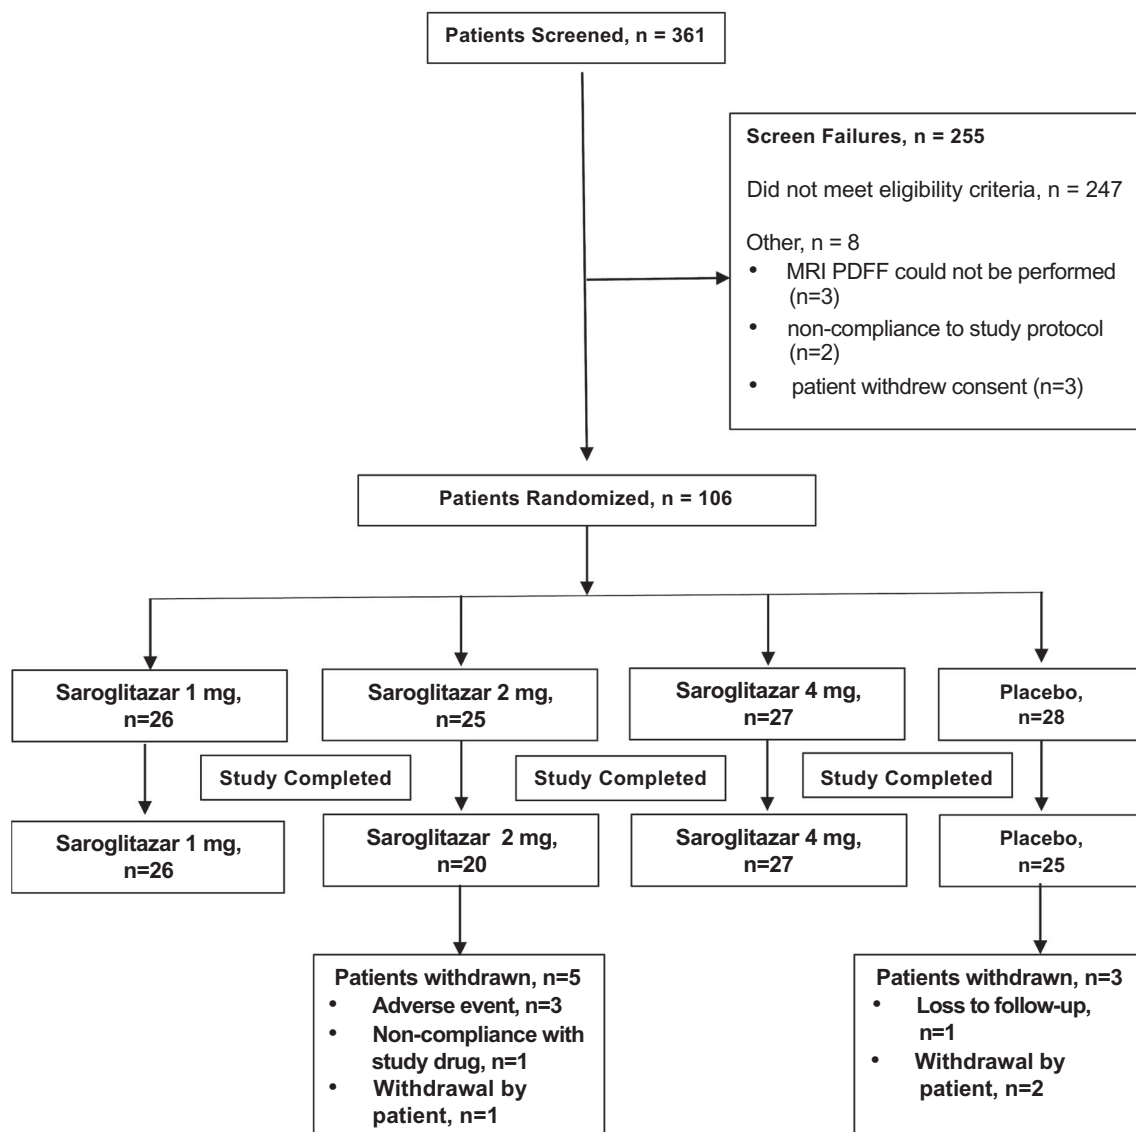 Patients Screened, n = 361
Screen Failures, n = 255
Did not meet eligibility criteria, n = 247
Other, n = 8
• MRI PDFF could not be performed
(n=3)
• non-compliance to study protocol
(n=2)
• patient withdrew consent (n=3)
Patients Randomized, n = 106
Saroglitazar 1 mg,
n=26
Saroglitazar 2 mg,
n=25
Saroglitazar 4 mg,
n=27
Placebo,
n=28
Study Completed
Study Completed
Study Completed
Saroglitazar 1 mg,
n=26
Saroglitazar 2 mg,
n=20
Saroglitazar 4 mg,
n=27
Placebo,
n=25
Patients withdrawn, n=5
• Adverse event, n=3
• Non-compliance with
study drug, n=1
• Withdrawal by
patient, n=1
Patients withdrawn, n=3
• Loss to follow-up,
n=1
• Withdrawal by
patient, n=2